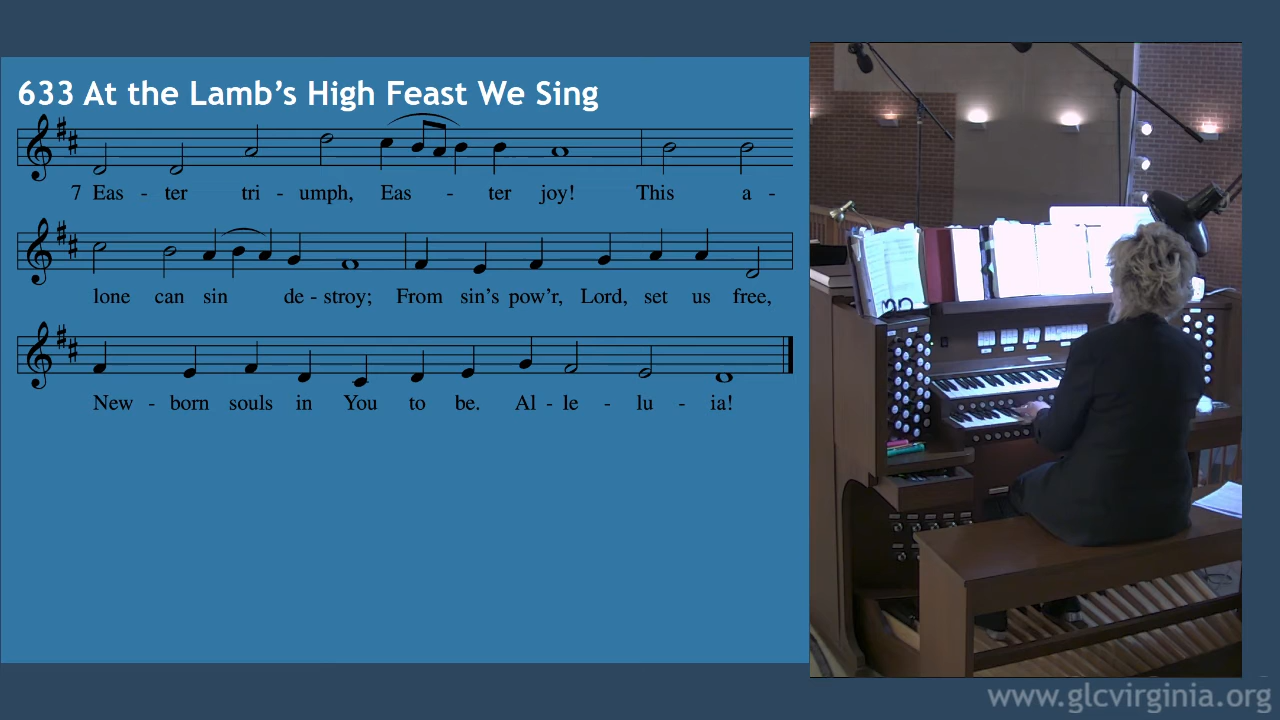 633 At the Lamb's High Feast We Sing
7 Eas - ter tri - umph, Eas - ter joy! This a -
lone can sin de - stroy; From sin's pow'r, Lord, set us free,
New - born souls in You to be. Al - le - lu - ia!
www.glcvirginia.org